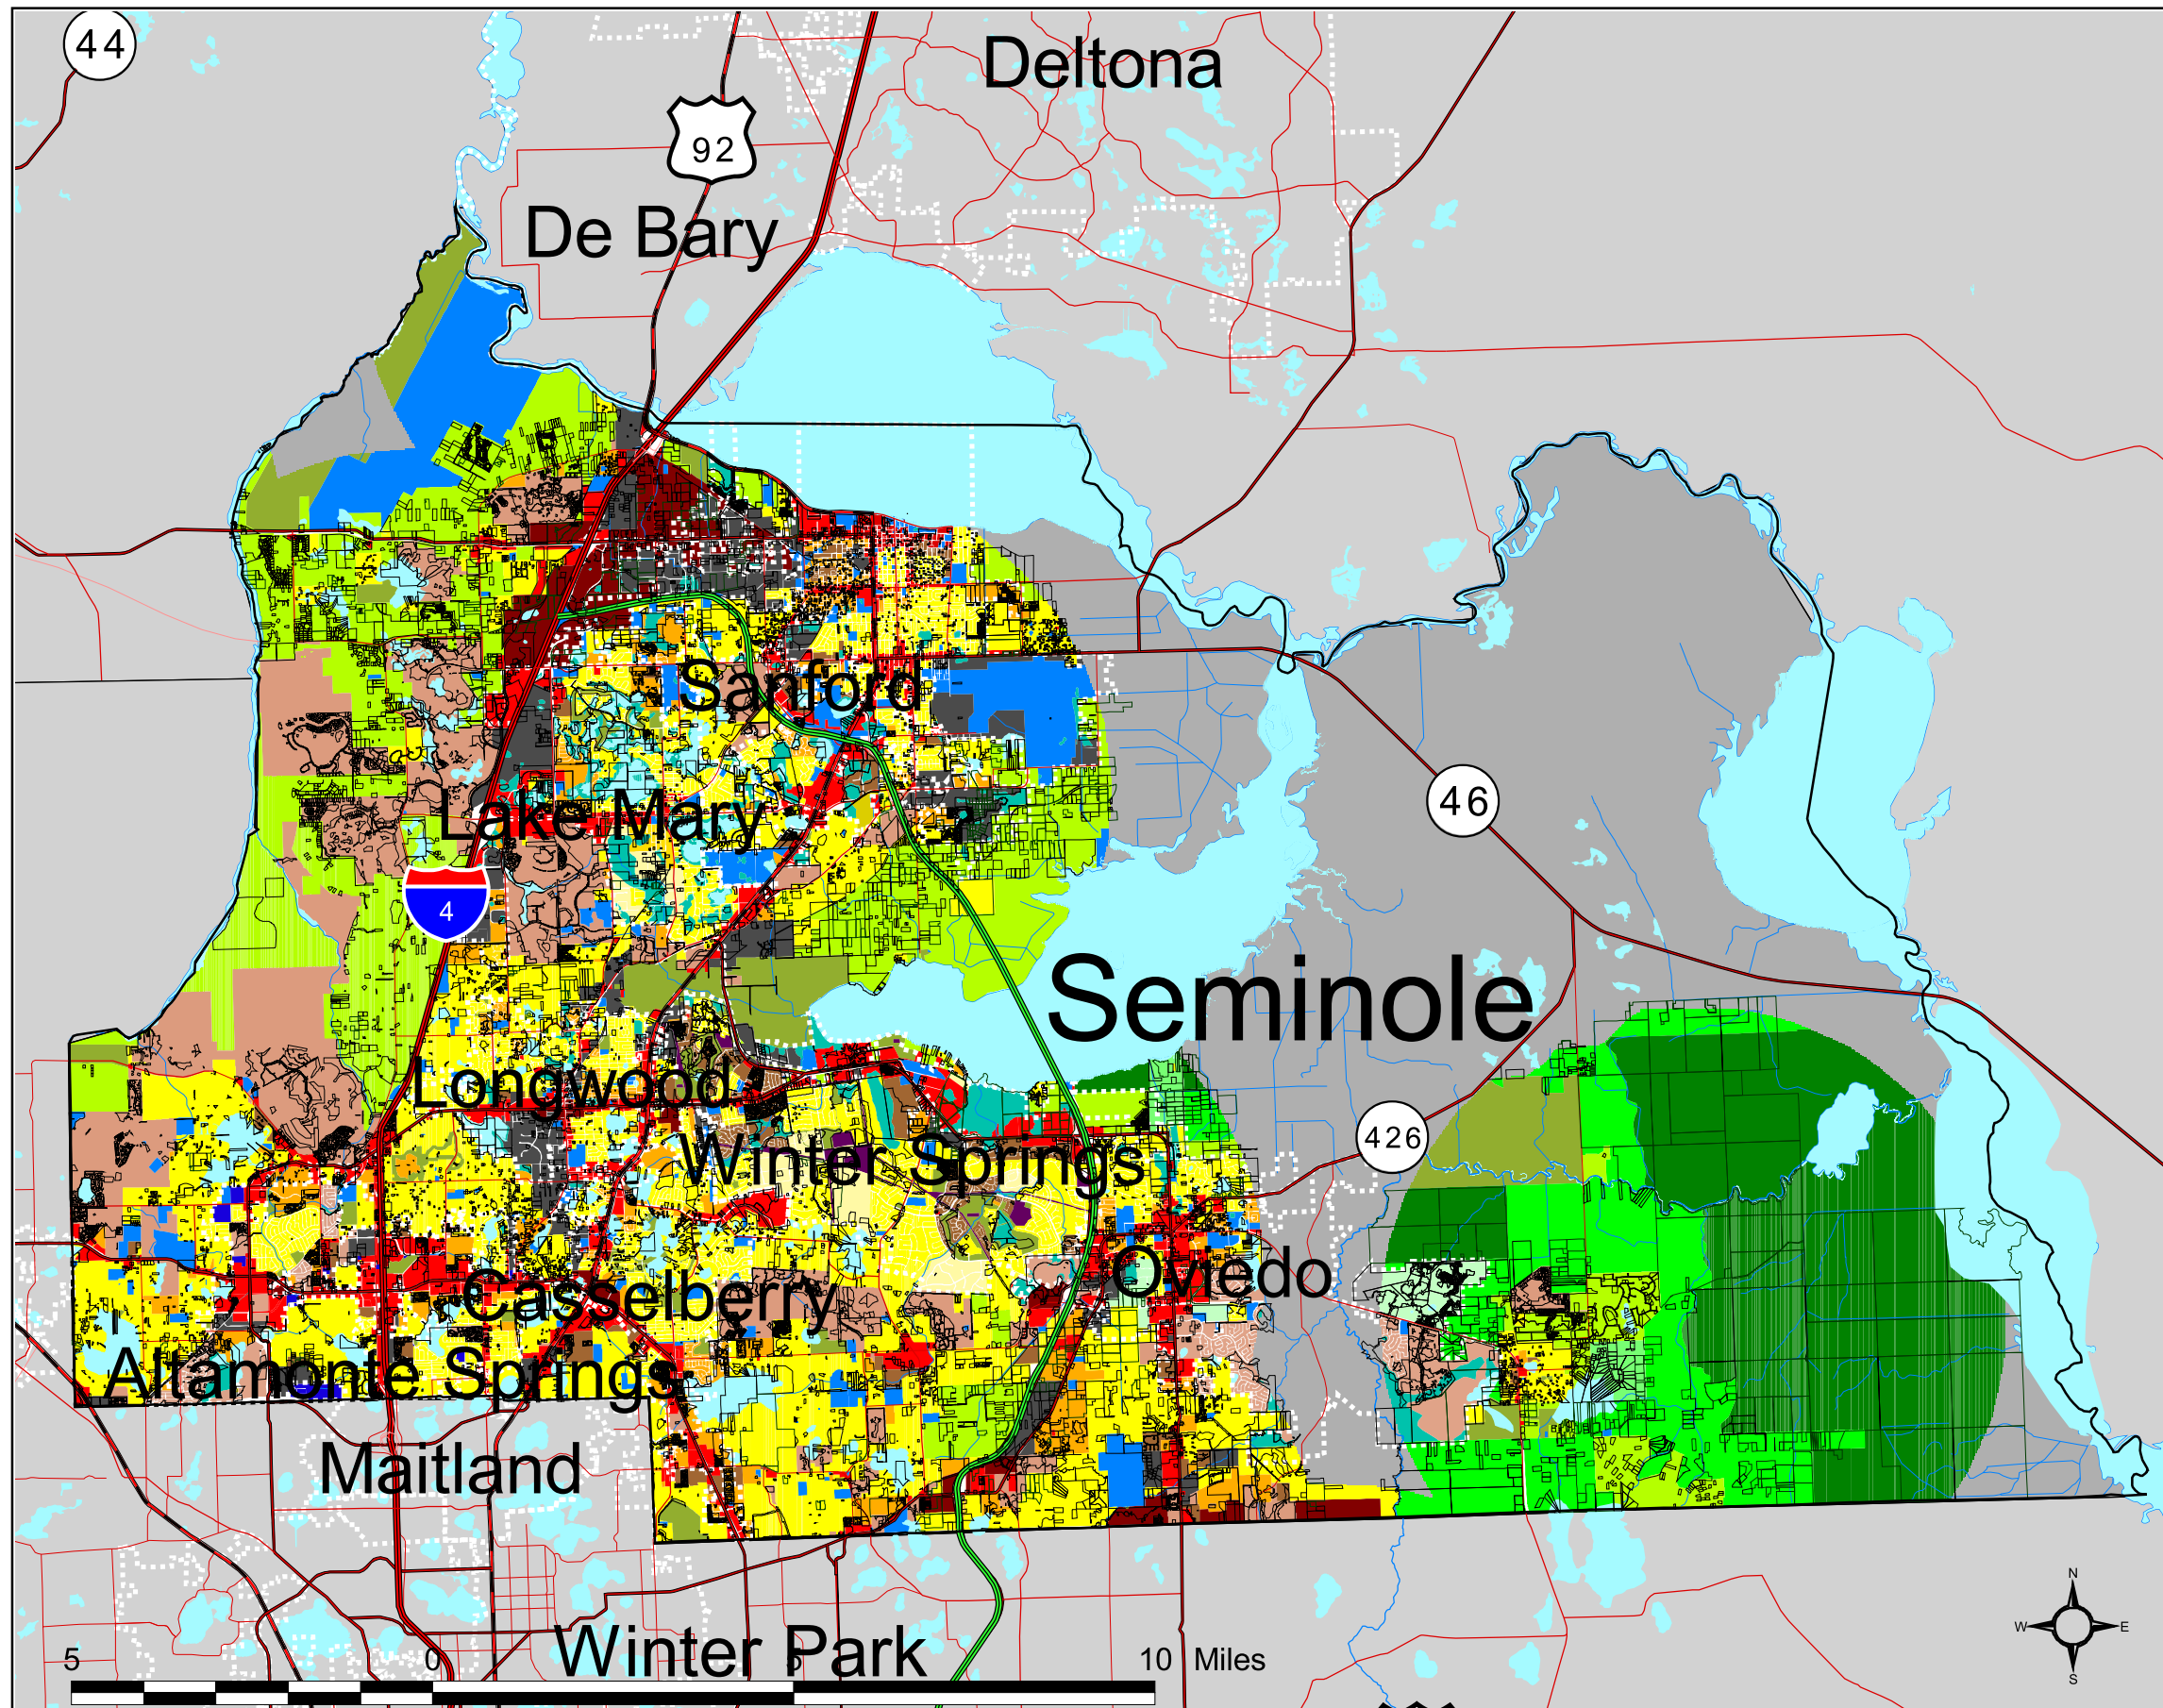 44
Deltona
92
De Bary
Sanford
46
Lake Mary
4
Seminole
Longwood
426
Winter Springs
Oviedo
Casselberry
Altamonte Springs
Maitland
N
W E
S
Winter Park
5 0 5 10 Miles